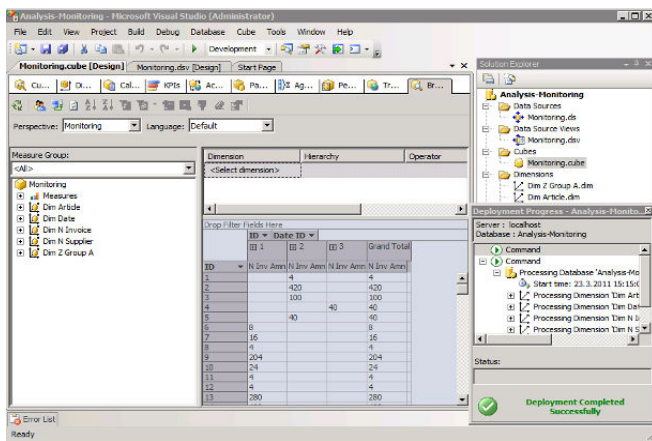 Analysis-Monitoring - Microsoft Visual Studio (Administrator)
File Edit View Project Build Debug Database Cube Tools Window Help
Development
Monitoring.cube [Design] Monitoring.dsv [Design] Start Page
Cu... Di... Cal... KPIs Ac... Pa... Ag... Pe... Tr... Br...
Perspective: Monitoring Language: Default
Measure Group:
<All>
Monitoring
Measures
Dim Article
Dim Date
Dim N Invoice
Dim N Supplier
Dim Z Group A
Dimension Hierarchy Operator
<Select dimension>
Drop Filter Fields Here
ID Date ID
1 2 3 Grand Total
ID N Inv Amn N Inv Amn N Inv Amn N Inv Amn
1 4 4
2 420 420
3 100 100
4 40 40
5 40 40
6 8 8
7 16 16
8 4 4
9 204 204
10 24 24
11 4 4
12 4 4
13 280 280
Solution Explorer
Analysis-Monitoring
Data Sources
Monitoring.ds
Data Source Views
Monitoring.dsv
Cubes
Monitoring.cube
Dimensions
Dim Z Group A.dim
Dim Article.dim
Deployment Progress - Analysis-Monito...
Server : localhost
Database : Analysis-Monitoring
Command
Command
Processing Database 'Analysis-Mo
Start time: 23.3.2011 15:15:0
Processing Dimension 'Dim Art
Processing Dimension 'Dim Dat
Processing Dimension 'Dim N I
Processing Dimension 'Dim N S
Status:
Deployment Completed
Successfully
Error List
Ready